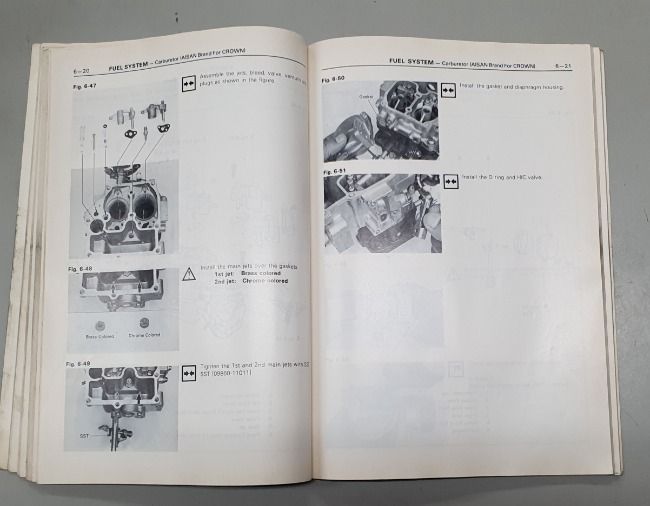 6—20 FUEL SYSTEM — Carburetor (AISAN Brand For CROWN)
Fig. 6-47
Assemble the jets, bleed, valve,
plugs as shown in the figure.
Fig. 6-48
Install the main jets over the gaskets.
1st jet: Brass colored
2nd jet: Chrome colored
Brass Colored Chrome Colored
Fig. 6-49
Tighten the 1st and 2nd main jets with
SST [09860-11011]
SST
FUEL SYSTEM — Carburetor (AISAN Brand For CROWN) 6—21
Fig. 6-50
Gasket
Install the gasket and diaphragm housing.
Fig. 6-51
Install the O ring and HIC valve.